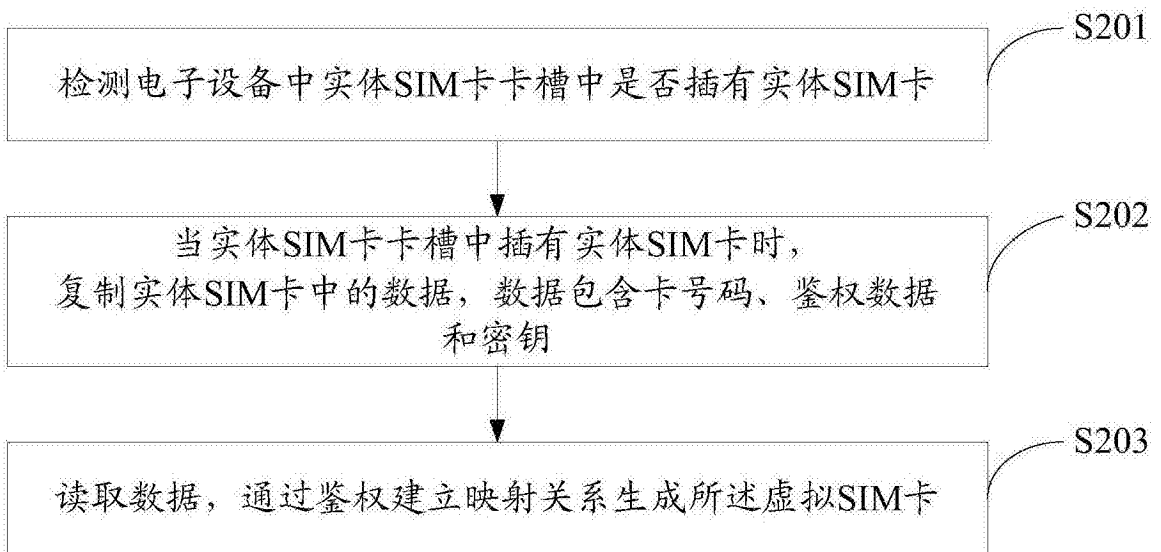 S201
检测电子设备中实体SIM卡卡槽中是否插有实体SIM卡
S202
当实体SIM卡卡槽中插有实体SIM卡时，
复制实体SIM卡中的数据，数据包含卡号码、鉴权数据
和密钥
S203
读取数据，通过鉴权建立映射关系生成所述虚拟SIM卡